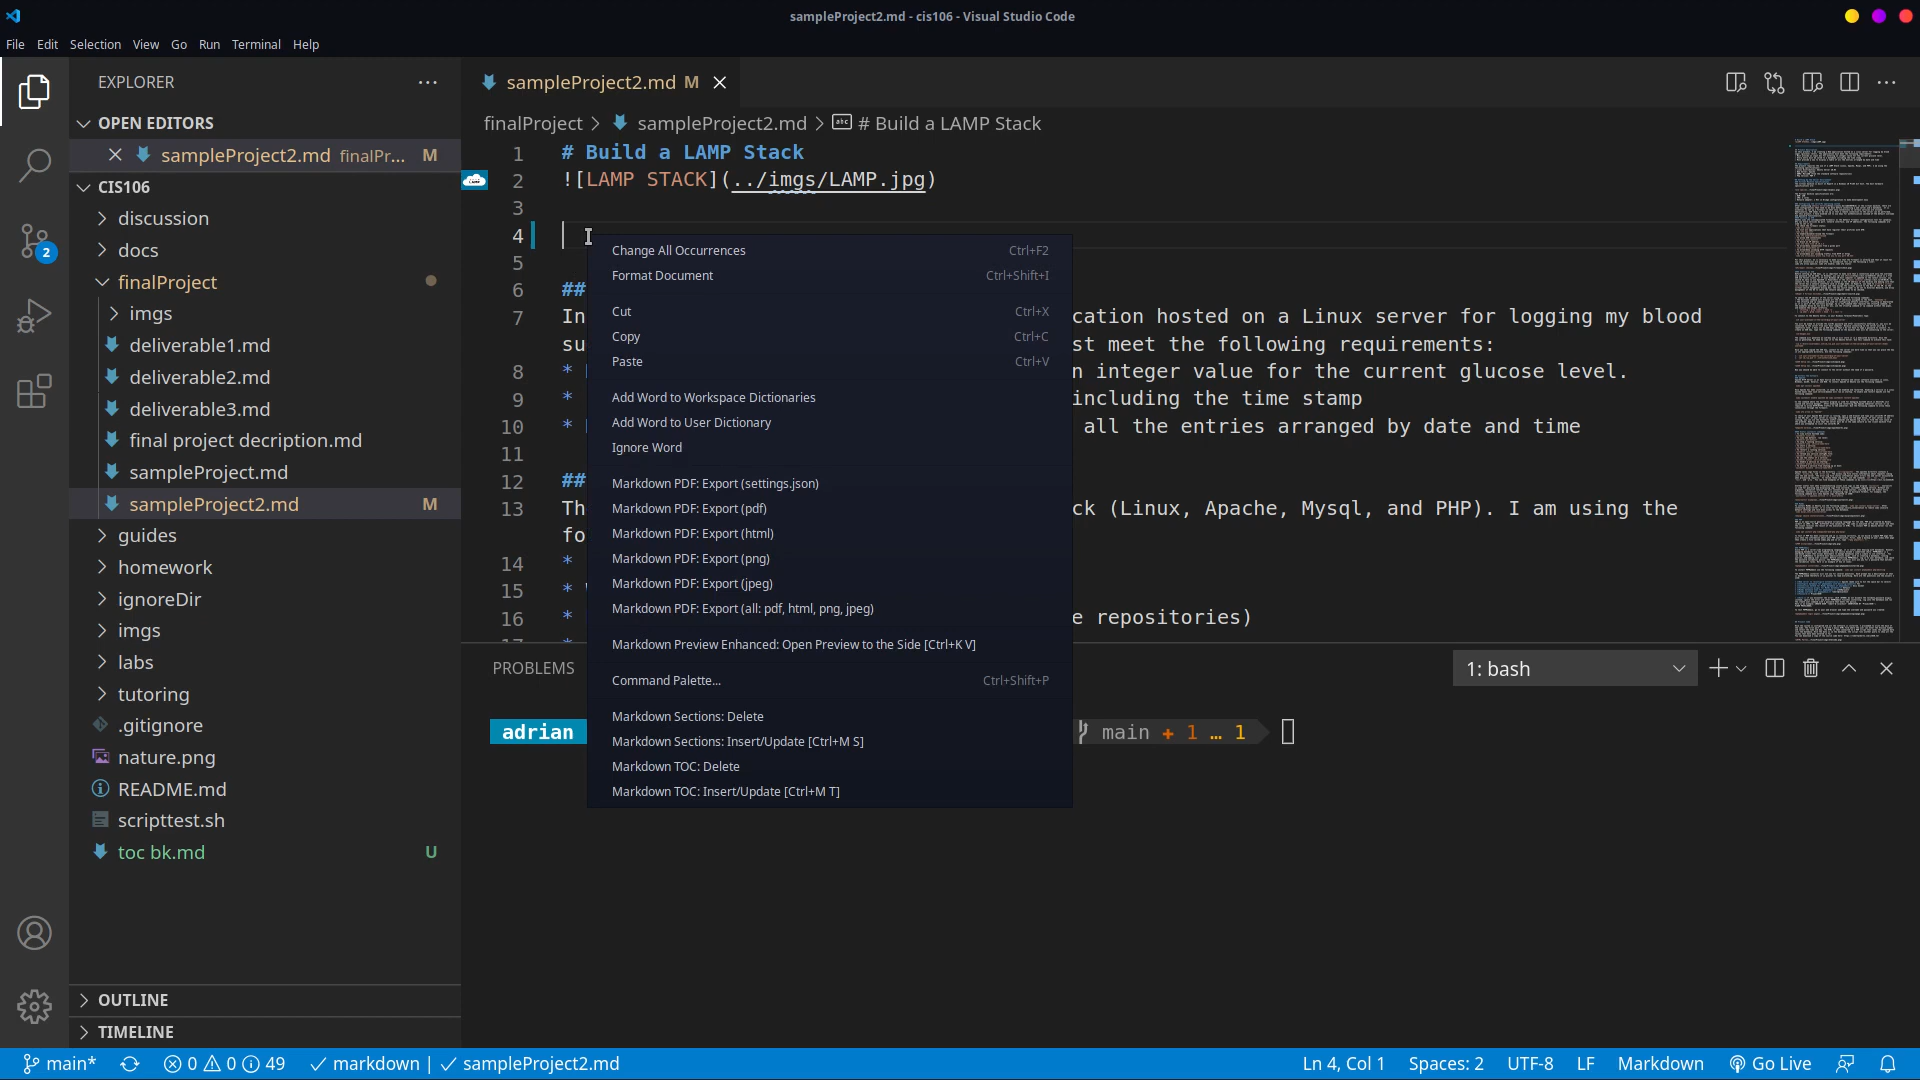 sampleProject2.md - cis106 - Visual Studio Code
File Edit Selection View Go Run Terminal Help
EXPLORER
OPEN EDITORS
sampleProject2.md finalPr... M
CIS106
discussion
docs
finalProject
imgs
deliverable1.md
deliverable2.md
deliverable3.md
final project decription.md
sampleProject.md
sampleProject2.md M
guides
homework
ignoreDir
imgs
labs
tutoring
.gitignore
nature.png
README.md
scripttest.sh
toc bk.md U
OUTLINE
TIMELINE
2
sampleProject2.md M
finalProject > sampleProject2.md > # Build a LAMP Stack
1 # Build a LAMP Stack
2 ![LAMP STACK](../imgs/LAMP.jpg)
3
4
5
6 ##
7 In cation hosted on a Linux server for logging my blood
su st meet the following requirements:
8 * n integer value for the current glucose level.
9 * including the time stamp
10 * all the entries arranged by date and time
11
12 ##
13 Th ck (Linux, Apache, Mysql, and PHP). I am using the
fo
14 *
15 *
16 * e repositories)
17 *
Change All Occurrences Ctrl+F2
Format Document Ctrl+Shift+I
Cut Ctrl+X
Copy Ctrl+C
Paste Ctrl+V
Add Word to Workspace Dictionaries
Add Word to User Dictionary
Ignore Word
Markdown PDF: Export (settings.json)
Markdown PDF: Export (pdf)
Markdown PDF: Export (html)
Markdown PDF: Export (png)
Markdown PDF: Export (jpeg)
Markdown PDF: Export (all: pdf, html, png, jpeg)
Markdown Preview Enhanced: Open Preview to the Side [Ctrl+K V]
Command Palette... Ctrl+Shift+P
Markdown Sections: Delete
Markdown Sections: Insert/Update [Ctrl+M S]
Markdown TOC: Delete
Markdown TOC: Insert/Update [Ctrl+M T]
PROBLEMS
1: bash
adrian
main + 1 … 1
main* 0 0 49 markdown | sampleProject2.md
Ln 4, Col 1 Spaces: 2 UTF-8 LF Markdown Go Live